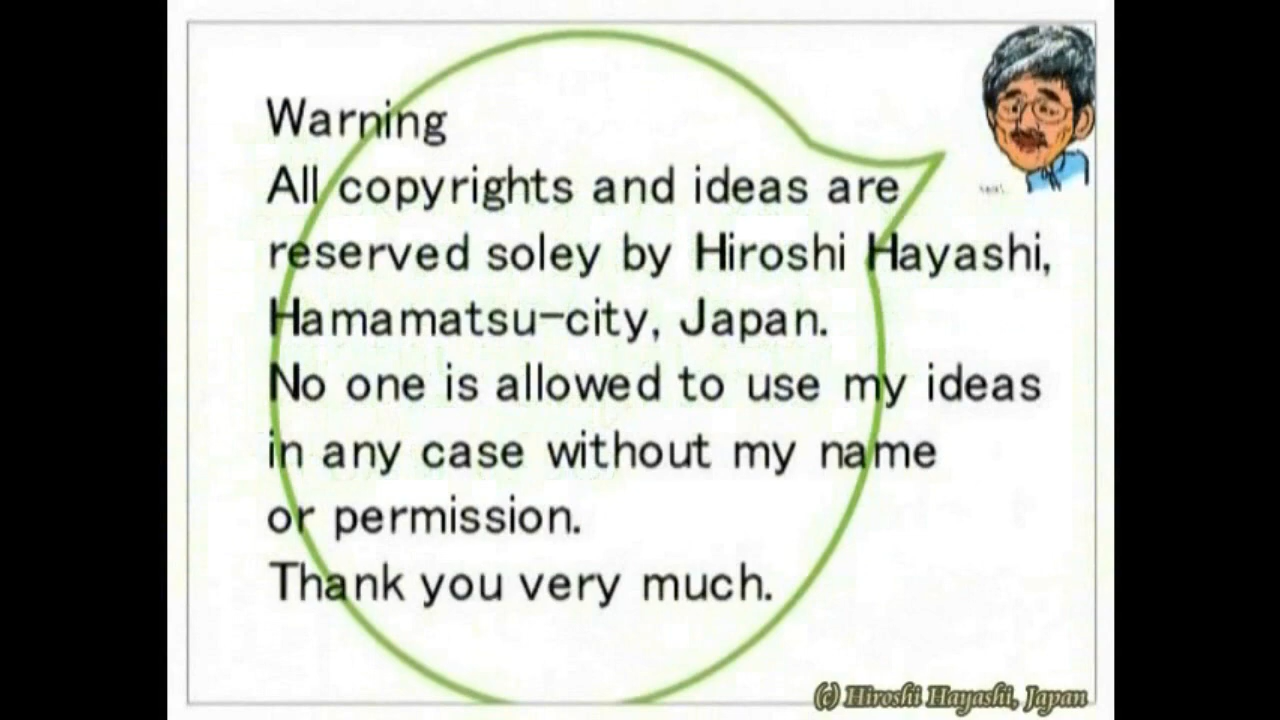 Warning
All copyrights and ideas are
reserved soley by Hiroshi Hayashi,
Hamamatsu-city, Japan.
No one is allowed to use my ideas
in any case without my name
or permission.
Thank you very much.
(c) Hiroshi Hayashi, Japan